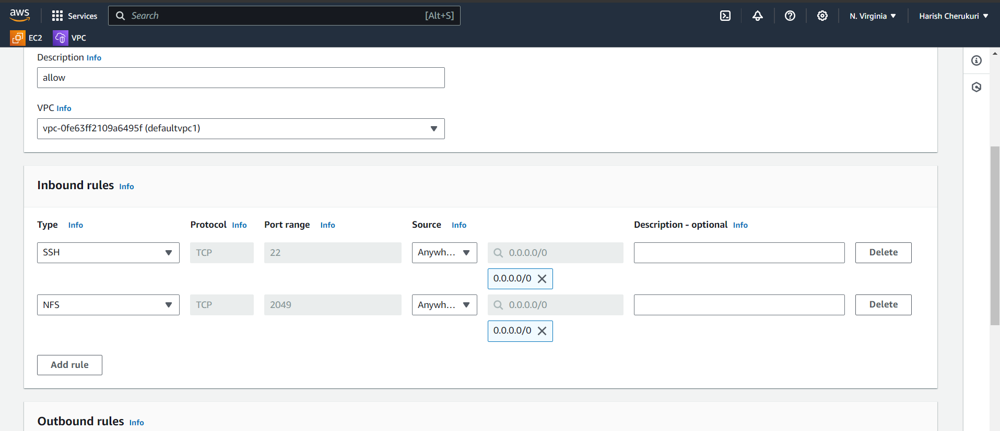 aws Services Search [Alt+S] N. Virginia Harish Cherukuri
EC2 VPC
Description Info
allow
VPC Info
vpc-0fe63ff2109a6495f (defaultvpc1)
Inbound rules Info
Type Info Protocol Info Port range Info Source Info Description - optional Info
SSH TCP 22 Anywh... 0.0.0.0/0 Delete
0.0.0.0/0
NFS TCP 2049 Anywh... 0.0.0.0/0 Delete
0.0.0.0/0
Add rule
Outbound rules Info